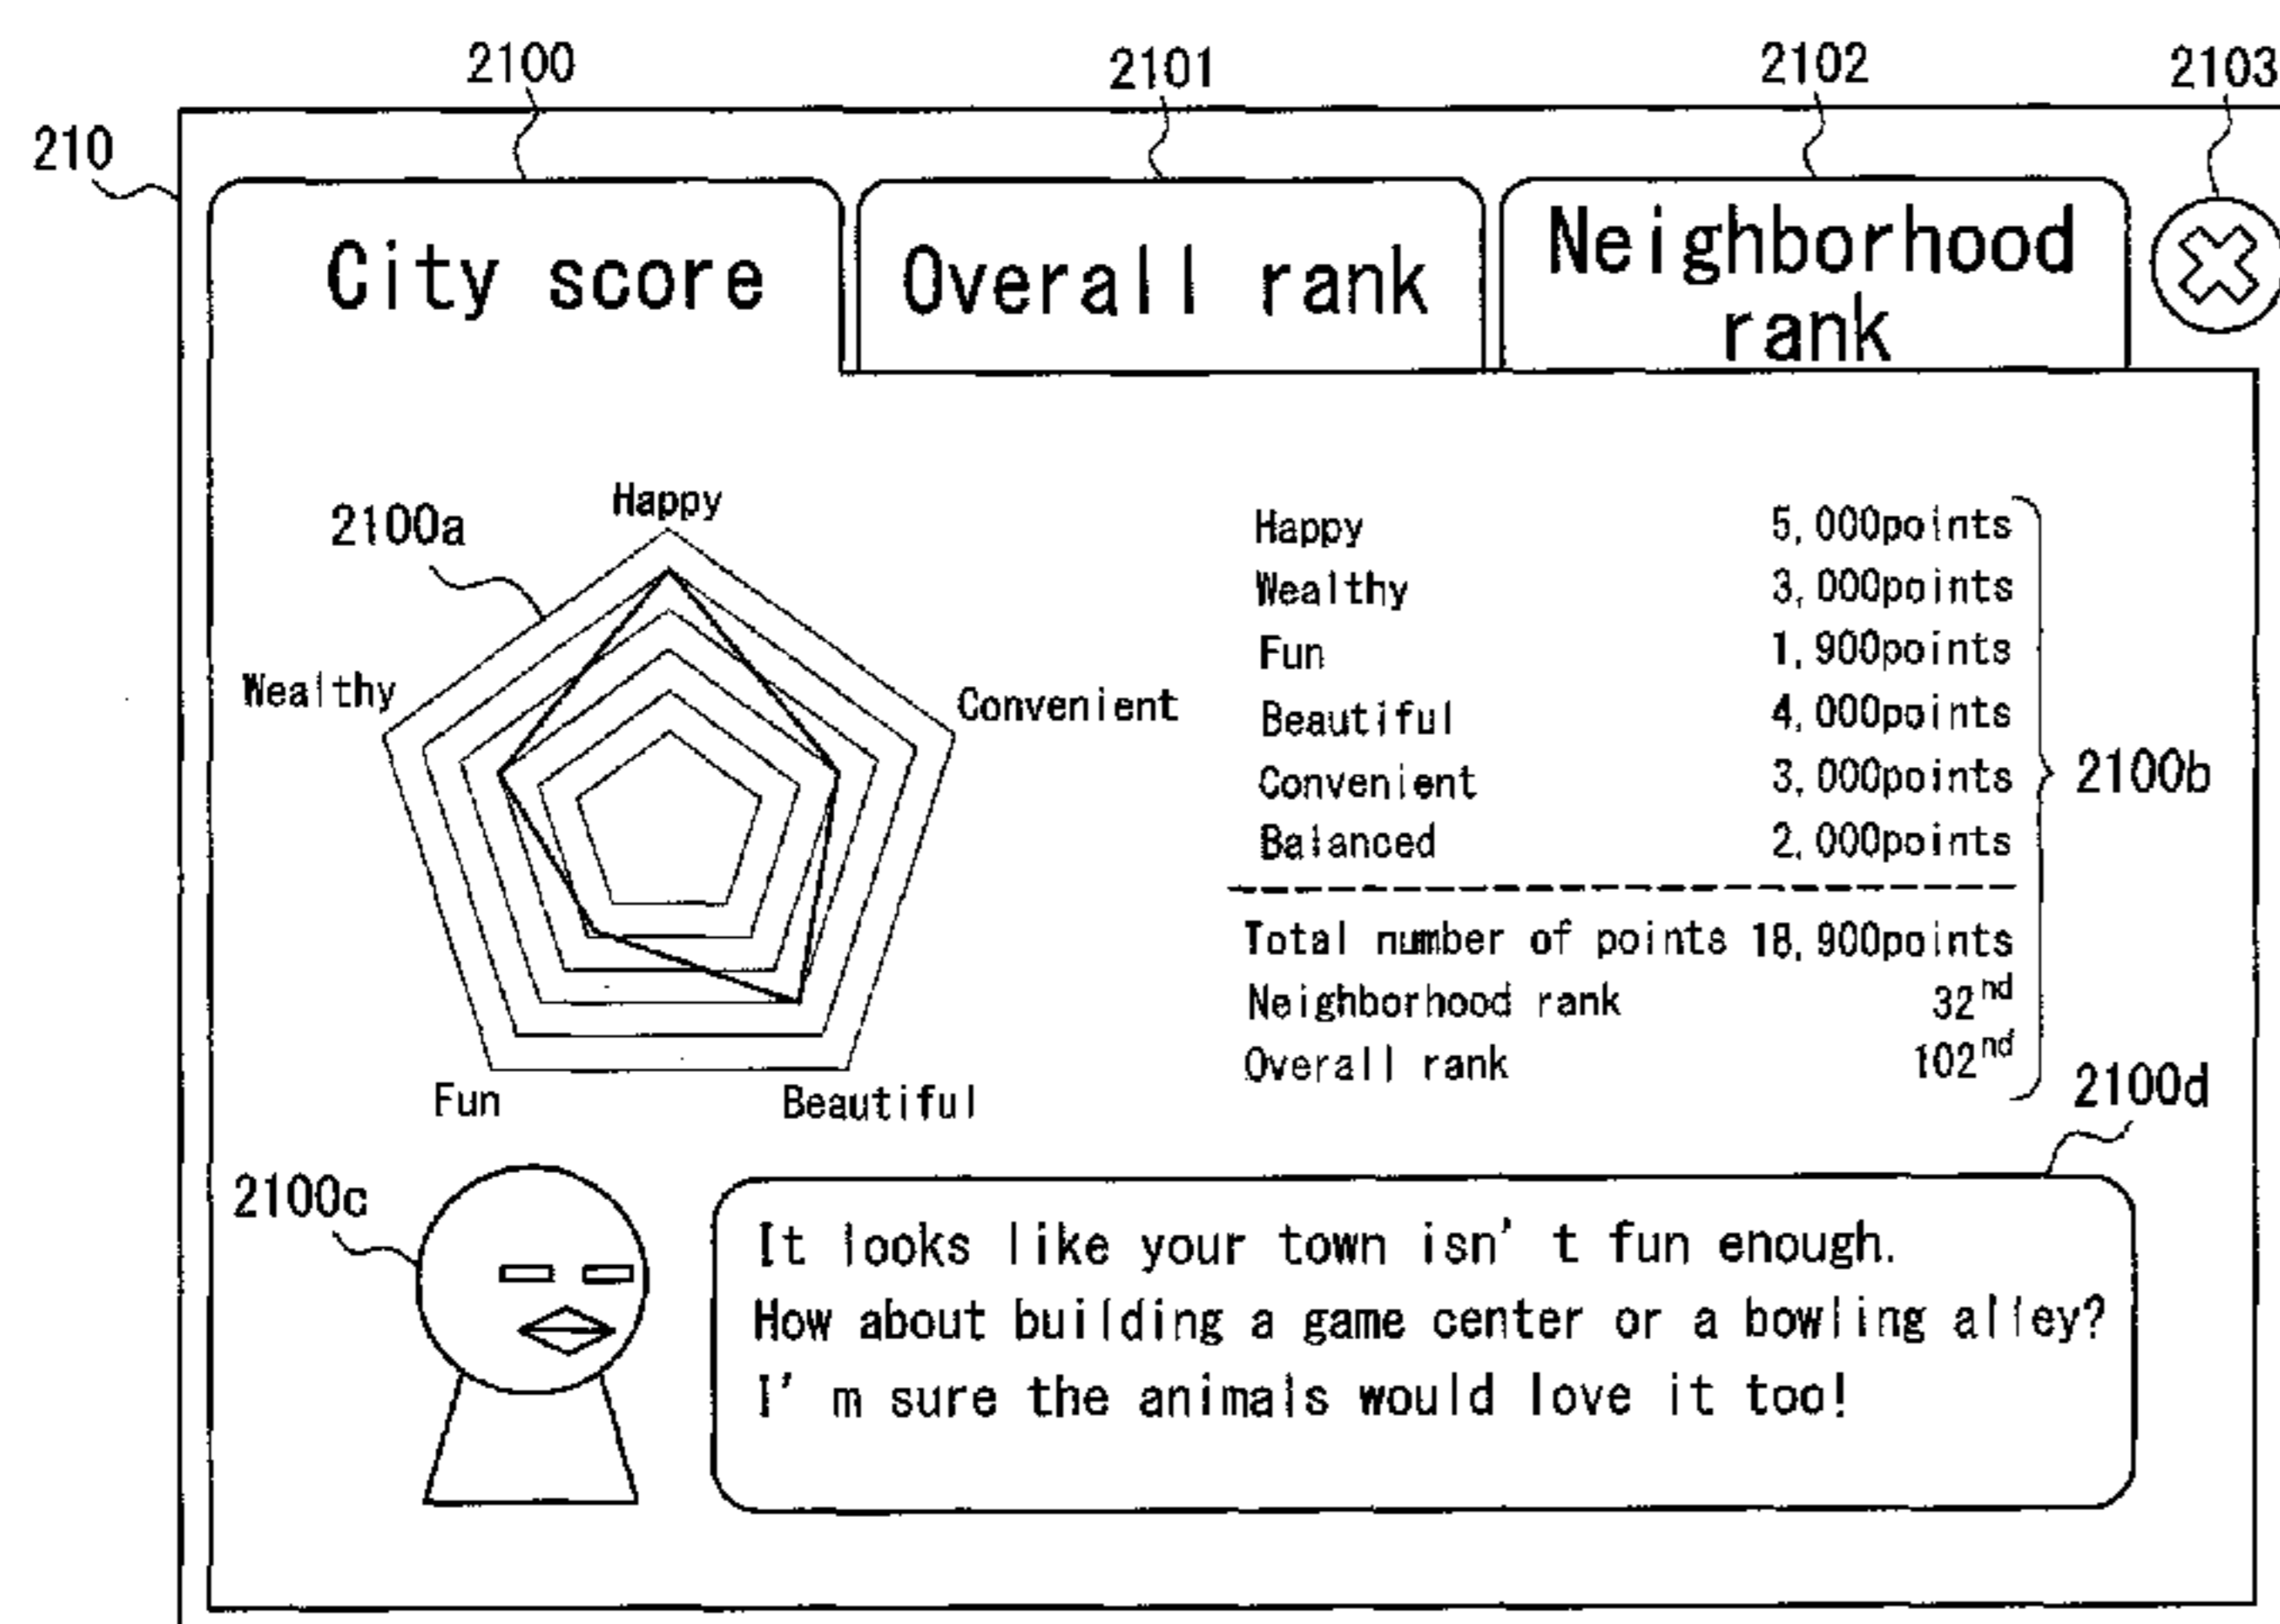 2100
2101
2102
2103
210
City score
Overall rank
Neighborhood
rank
2100a
Happy
Wealthy
Convenient
Fun
Beautiful
Happy 5,000points
Wealthy 3,000points
Fun 1,900points
Beautiful 4,000points
Convenient 3,000points
Balanced 2,000points
2100b
Total number of points 18,900points
Neighborhood rank 32nd
Overall rank 102nd
2100d
2100c
It looks like your town isn't fun enough.
How about building a game center or a bowling alley?
I'm sure the animals would love it too!